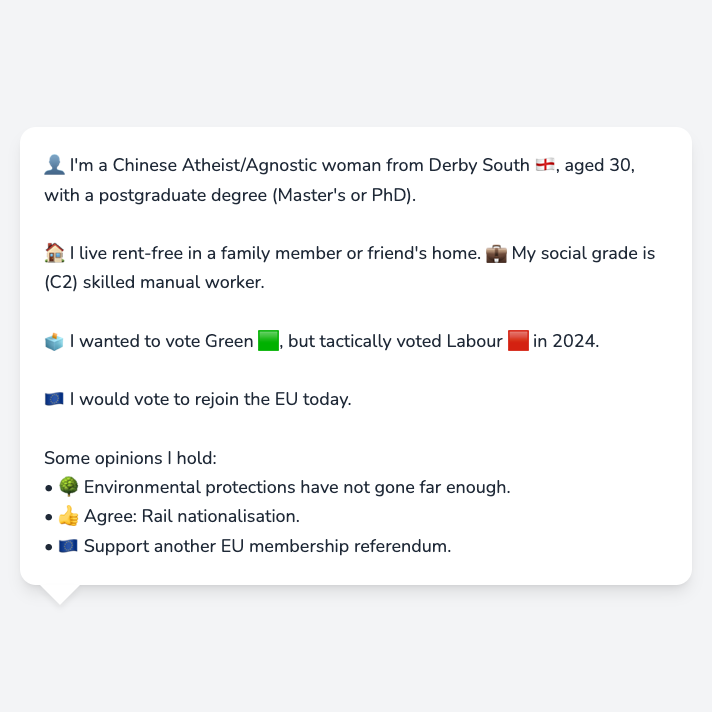 👤 I'm a Chinese Atheist/Agnostic woman from Derby South 🏴󠁧󠁢󠁥󠁮󠁧󠁿, aged 30,
with a postgraduate degree (Master's or PhD).
🏠 I live rent-free in a family member or friend's home. 💼 My social grade is
(C2) skilled manual worker.
🗳️ I wanted to vote Green 🟩, but tactically voted Labour 🟥 in 2024.
🇪🇺 I would vote to rejoin the EU today.
Some opinions I hold:
• 🌳 Environmental protections have not gone far enough.
• 👍 Agree: Rail nationalisation.
• 🇪🇺 Support another EU membership referendum.